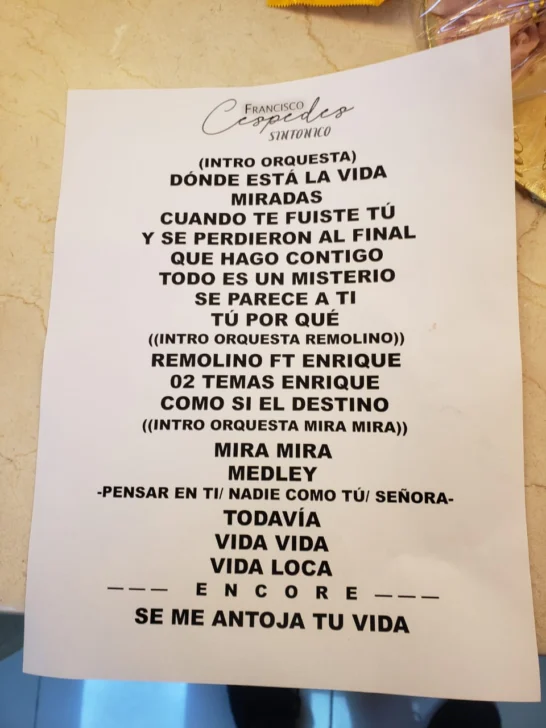 FRANCISCO
Cespedes
SINTONICO
(INTRO ORQUESTA)
DÓNDE ESTÁ LA VIDA
MIRADAS
CUANDO TE FUISTE TÚ
Y SE PERDIERON AL FINAL
QUE HAGO CONTIGO
TODO ES UN MISTERIO
SE PARECE A TI
TÚ POR QUÉ
((INTRO ORQUESTA REMOLINO))
REMOLINO FT ENRIQUE
02 TEMAS ENRIQUE
COMO SI EL DESTINO
((INTRO ORQUESTA MIRA MIRA))
MIRA MIRA
MEDLEY
-PENSAR EN TI/ NADIE COMO TÚ/ SEÑORA-
TODAVÍA
VIDA VIDA
VIDA LOCA
––– E N C O R E –––
SE ME ANTOJA TU VIDA